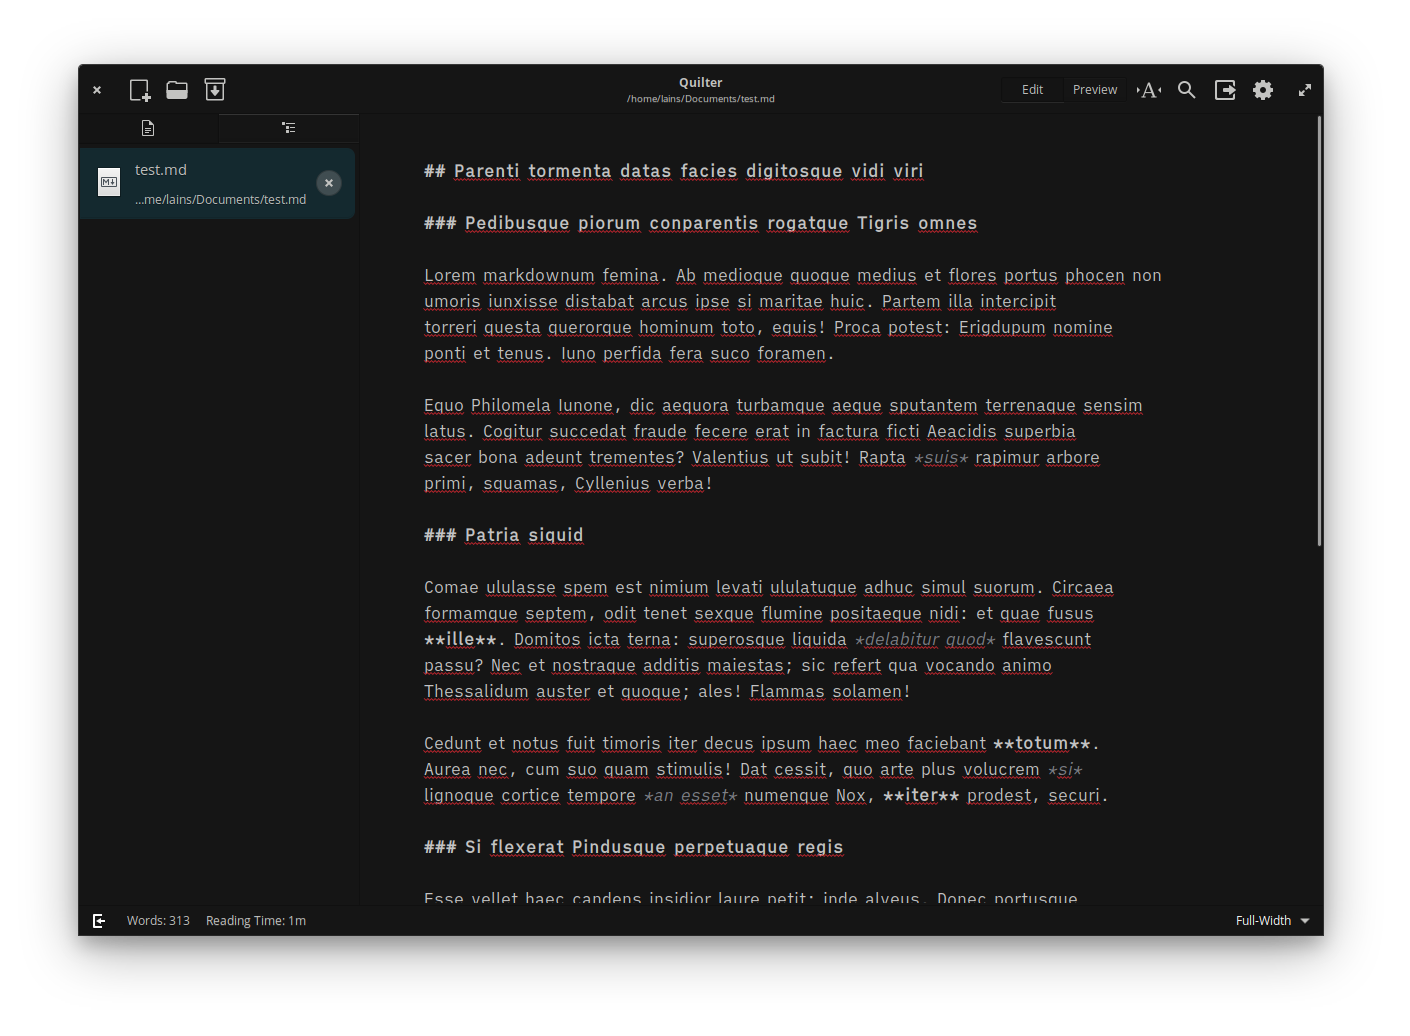 Quilter
/home/lains/Documents/test.md
Edit
Preview
A
test.md
...me/lains/Documents/test.md
## Parenti tormenta datas facies digitosque vidi viri
### Pedibusque piorum conparentis rogatque Tigris omnes
Lorem markdownum femina. Ab medioque quoque medius et flores portus phocen non
umoris iunxisse distabat arcus ipse si maritae huic. Partem illa intercipit
torreri questa querorque hominum toto, equis! Proca potest: Erigdupum nomine
ponti et tenus. Iuno perfida fera suco foramen.
Equo Philomela Iunone, dic aequora turbamque aeque sputantem terrenaque sensim
latus. Cogitur succedat fraude fecere erat in factura ficti Aeacidis superbia
sacer bona adeunt trementes? Valentius ut subit! Rapta *suis* rapimur arbore
primi, squamas, Cyllenius verba!
### Patria siquid
Comae ululasse spem est nimium levati ululatuque adhuc simul suorum. Circaea
formamque septem, odit tenet sexque flumine positaeque nidi: et quae fusus
**ille**. Domitos icta terna: superosque liquida *delabitur quod* flavescunt
passu? Nec et nostraque additis maiestas; sic refert qua vocando animo
Thessalidum auster et quoque; ales! Flammas solamen!
Cedunt et notus fuit timoris iter decus ipsum haec meo faciebant **totum**.
Aurea nec, cum suo quam stimulis! Dat cessit, quo arte plus volucrem *si*
lignoque cortice tempore *an esset* numenque Nox, **iter** prodest, securi.
### Si flexerat Pindusque perpetuaque regis
Esse vellet haec candens insidior laure petit; inde alveus. Donec portusque
Words: 313
Reading Time: 1m
Full-Width